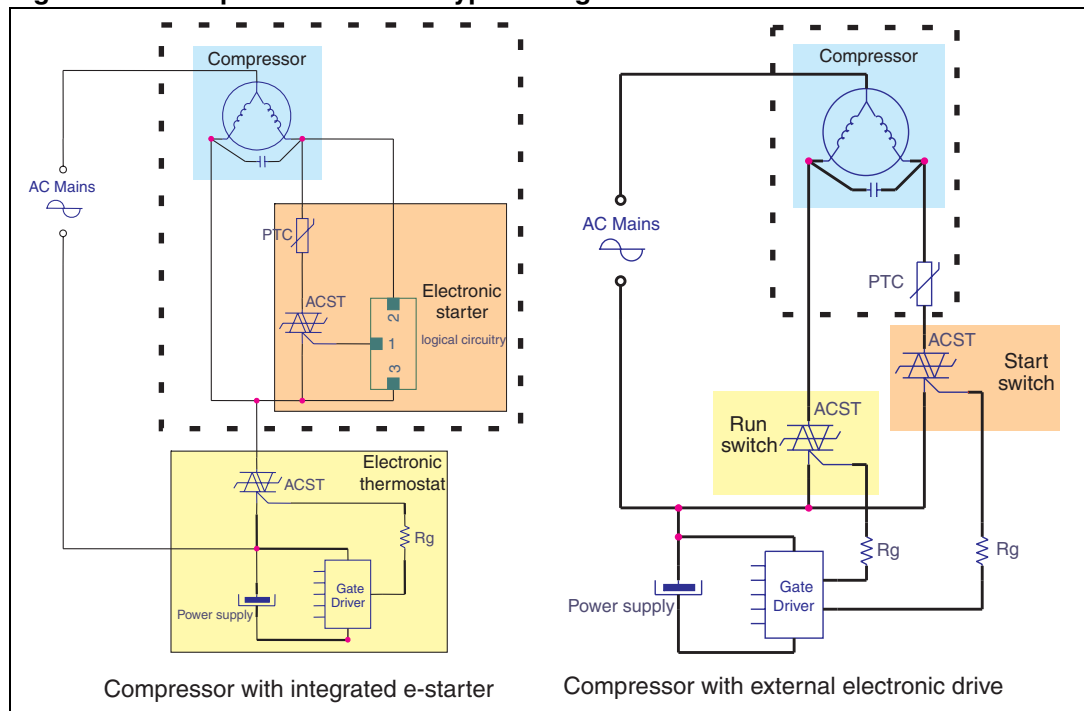 Compressor
AC Mains
PTC
ACST
2
1
3
Electronic
starter
logical circuitry
Electronic
thermostat
ACST
Rg
Gate
Driver
Power supply
Compressor with integrated e-starter
Compressor
AC Mains
PTC
ACST
Start
switch
ACST
Run
switch
Rg
Rg
Gate
Driver
Power supply
Compressor with external electronic drive